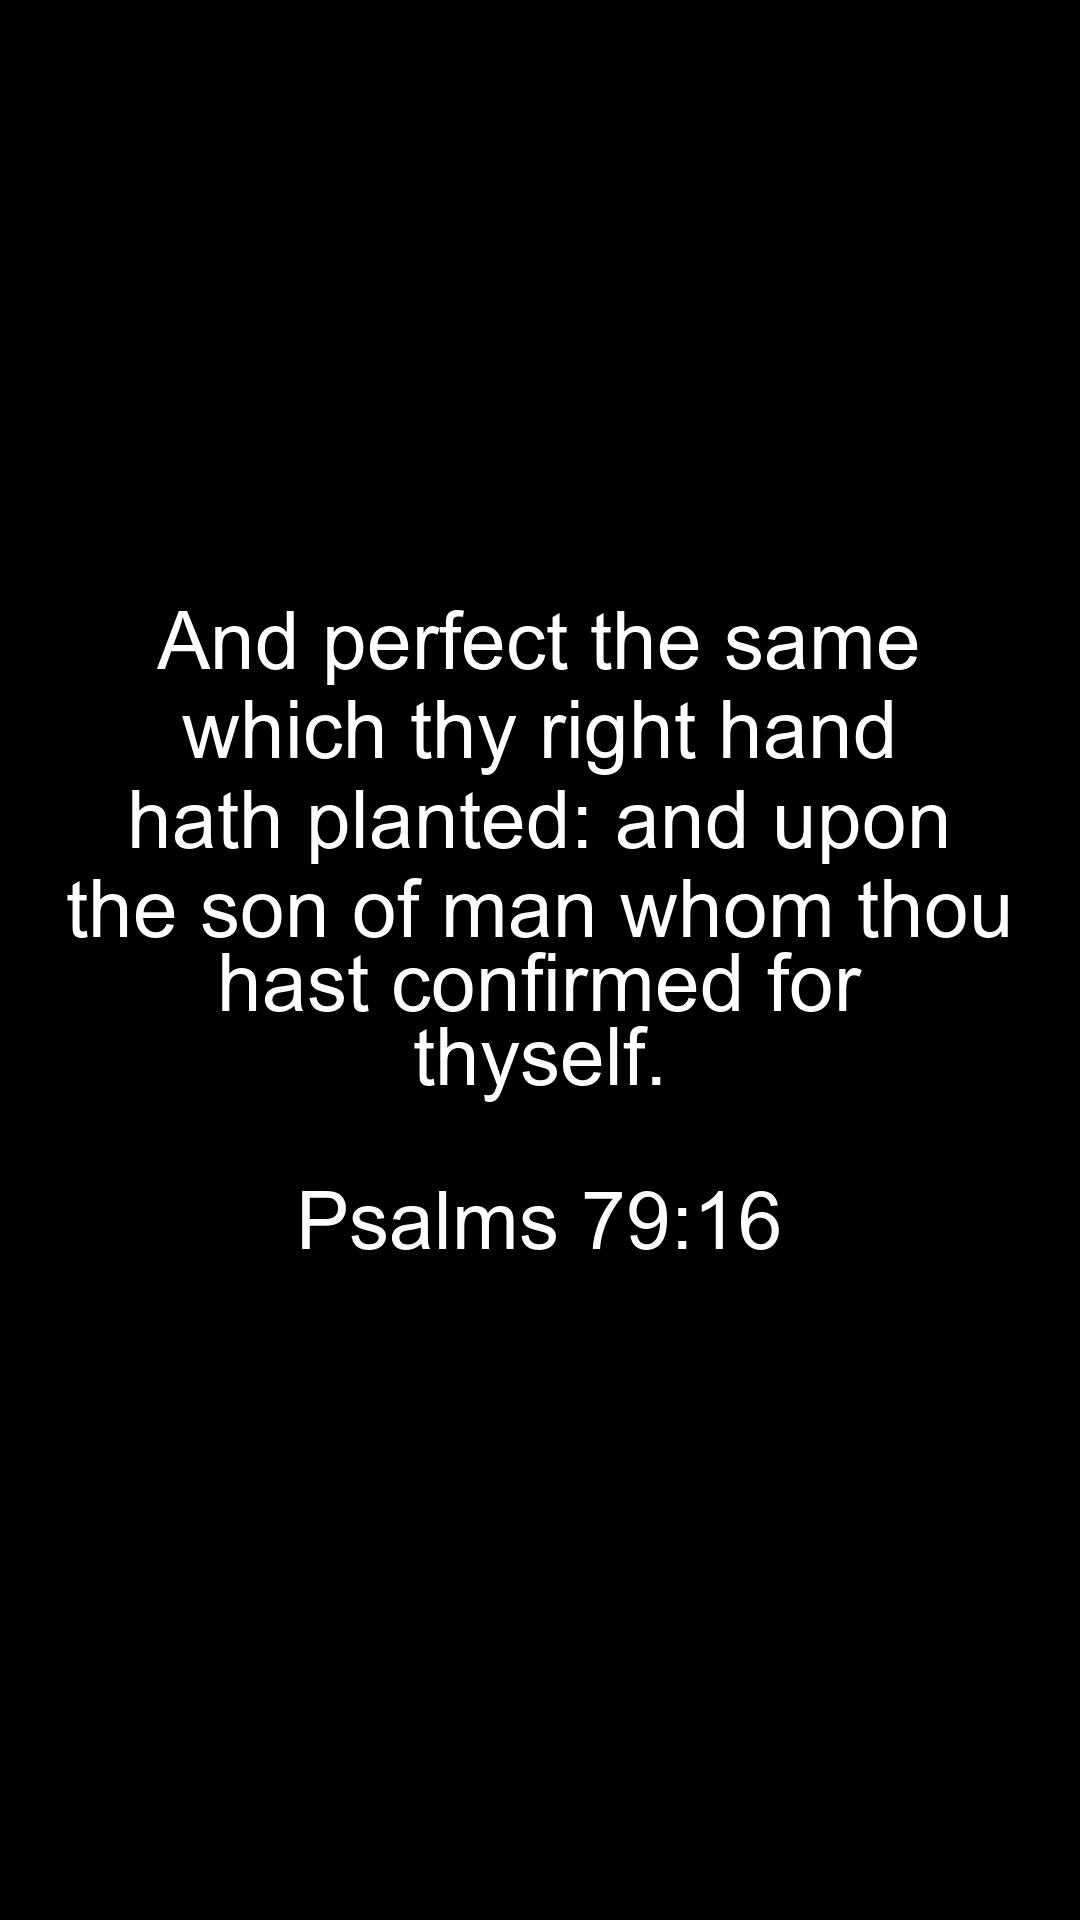 And perfect the same
which thy right hand
hath planted: and upon
the son of man whom thou
hast confirmed for
thyself.
Psalms 79:16